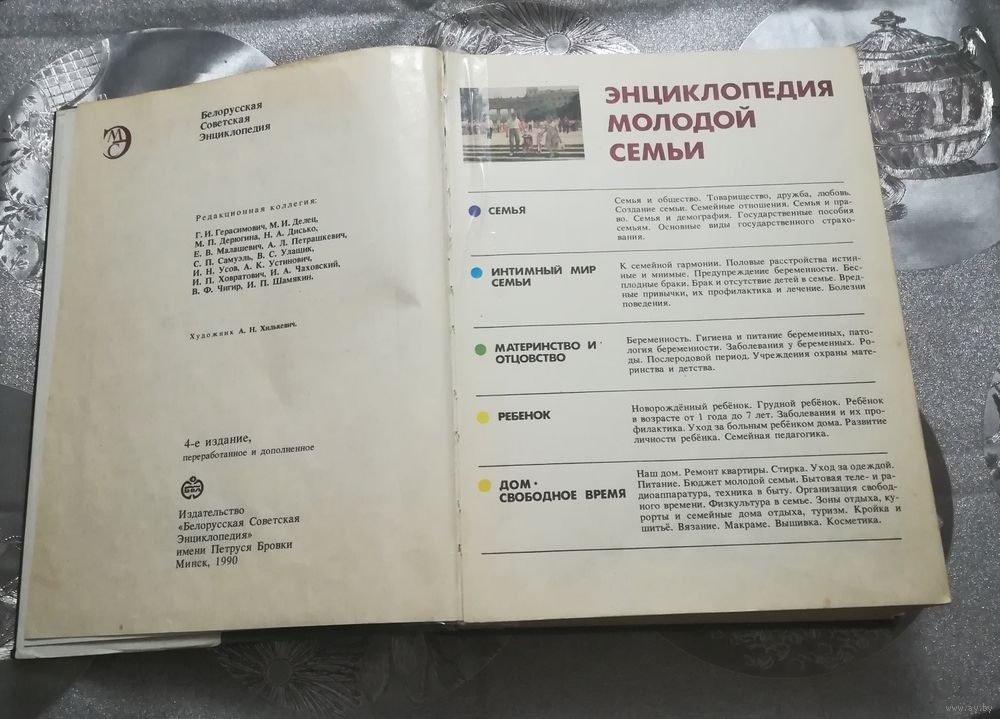 МЭС
Белорусская
Советская
Энциклопедия
Редакционная коллегия:
Г. И. Герасимович, М. И. Делец,
М. П. Дерюгина, Н. А. Дисько,
Е. В. Малашевич, А. Л. Петрашкевич,
С. П. Самуэль, В. С. Улащик,
И. Н. Усов, А. К. Устинович,
И. П. Ховратович, И. А. Чаховский,
В. Ф. Чигир, И. П. Шамякин.
Художник А. Н. Хилькевич.
4-е издание,
переработанное и дополненное
БелСЭ
Издательство
«Белорусская Советская
Энциклопедия»
имени Петруся Бровки
Минск, 1990
ЭНЦИКЛОПЕДИЯ
МОЛОДОЙ
СЕМЬИ
СЕМЬЯ
Семья и общество. Товарищество, дружба, любовь.
Создание семьи. Семейные отношения. Семья и пра-
во. Семья и демография. Государственные пособия
семьям. Основные виды государственного страхо-
вания.
ИНТИМНЫЙ МИР
СЕМЬИ
К семейной гармонии. Половые расстройства истин-
ные и мнимые. Предупреждение беременности. Бес-
плодные браки. Брак и отсутствие детей в семье. Вред-
ные привычки, их профилактика и лечение. Болезни
поведения.
МАТЕРИНСТВО И
ОТЦОВСТВО
Беременность. Гигиена и питание беременных, пато-
логия беременности. Заболевания у беременных. Ро-
ды. Послеродовой период. Учреждения охраны мате-
ринства и детства.
РЕБЕНОК
Новорождённый ребёнок. Грудной ребёнок. Ребёнок
в возрасте от 1 года до 7 лет. Заболевания и их про-
филактика. Уход за больным ребёнком дома. Развитие
личности ребёнка. Семейная педагогика.
ДОМ·
СВОБОДНОЕ ВРЕМЯ
Наш дом. Ремонт квартиры. Стирка. Уход за одеждой.
Питание. Бюджет молодой семьи. Бытовая теле- и ра-
диоаппаратура, техника в быту. Организация свобод-
ного времени. Физкультура в семье. Зоны отдыха, ку-
рорты и семейные дома отдыха, туризм. Кройка и
шитьё. Вязание. Макраме. Вышивка. Косметика.
www.ay.by